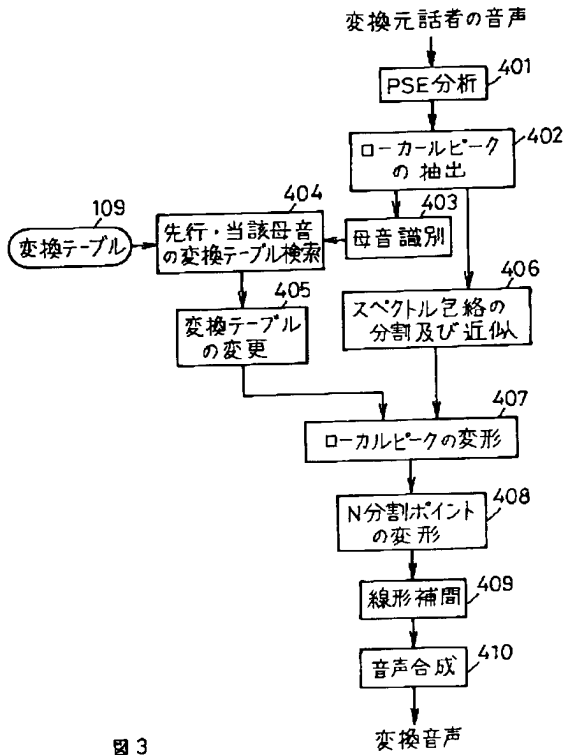 変換元話者の音声
401
PSE分析
402
ローカールピーク
の抽出
404
403
109
先行・当該母音
の変換テーブル検索
母音識別
変換テーブル
406
405
スペクトル包絡の
分割及び近似
変換テーブル
の変更
407
ローカルピークの変形
408
N分割ポイント
の変形
409
線形補間
410
音声合成
変換音声
図3